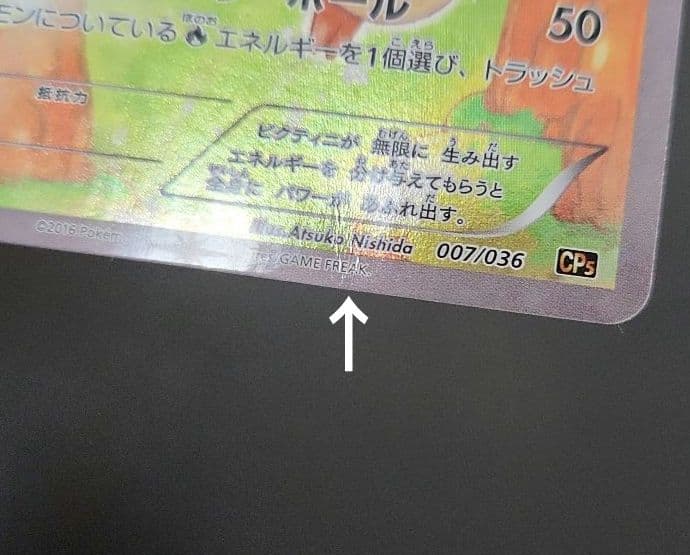 ボール
50
モンについている エネルギーを1個選び、トラッシュ
抵抗力
ビクティニが 無限に 生み出す
エネルギーを 分け与えてもらうと
全身に パワーが あふれ出す。
Illus. Atsuko Nishida 007/036 CP5
©2016 Pokém
GAME FREAK.